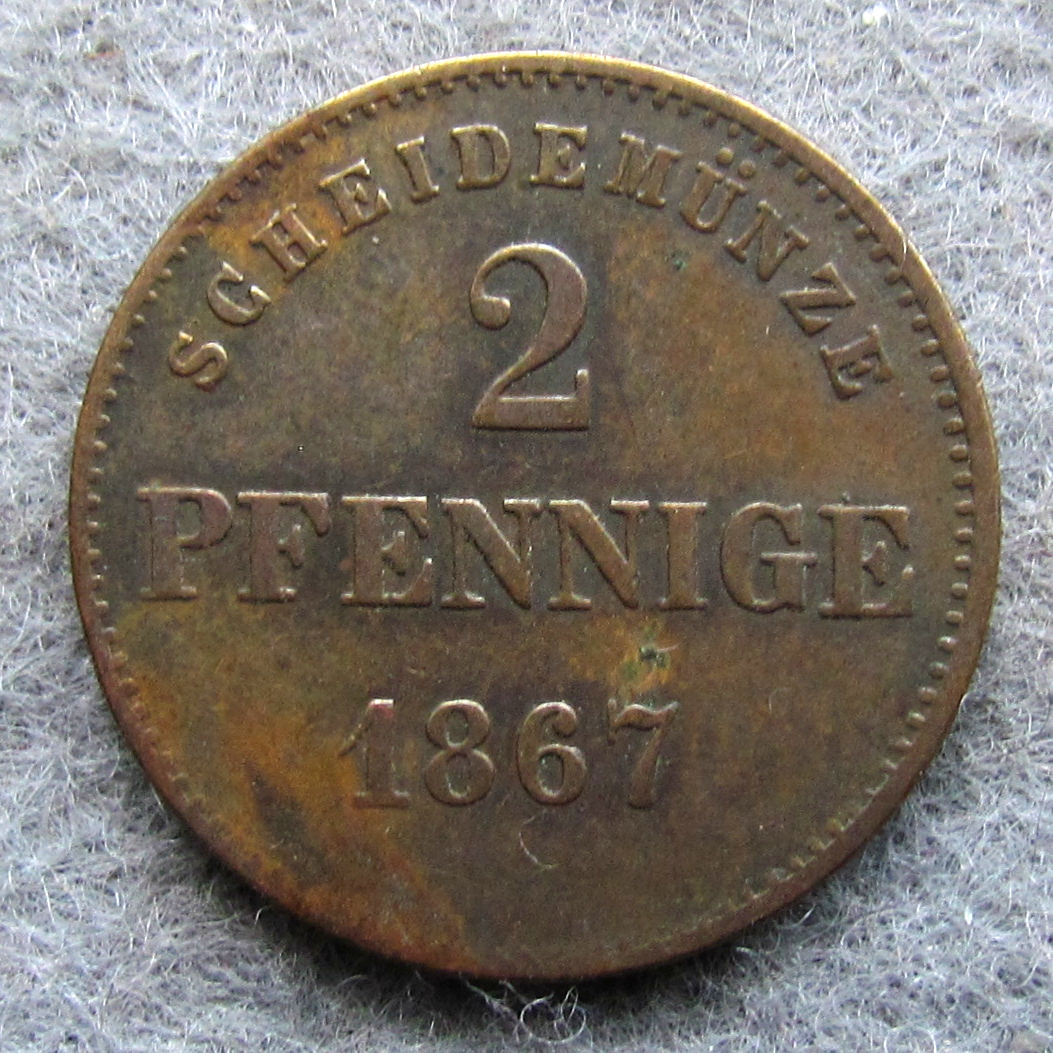 SCHEIDEMÜNZE
2
PFENNIGE
1867